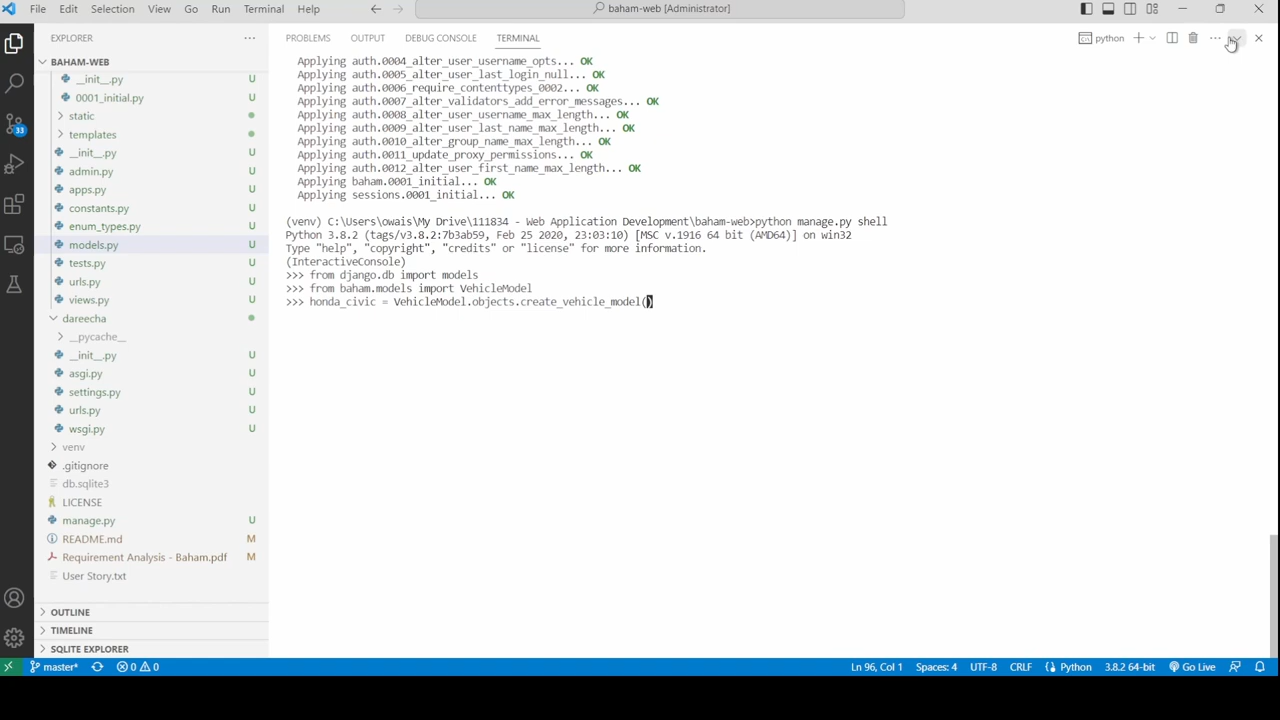 File Edit Selection View Go Run Terminal Help
baham-web [Administrator]
EXPLORER
PROBLEMS OUTPUT DEBUG CONSOLE TERMINAL
python
BAHAM-WEB
__init__.py U
0001_initial.py U
static
templates
__init__.py U
admin.py U
apps.py U
constants.py U
enum_types.py U
models.py U
tests.py U
urls.py U
views.py U
dareecha
__pycache__
__init__.py U
asgi.py U
settings.py U
urls.py U
wsgi.py U
venv
.gitignore
db.sqlite3
LICENSE
manage.py U
README.md M
Requirement Analysis - Baham.pdf M
User Story.txt
OUTLINE
TIMELINE
SQLITE EXPLORER
33
Applying auth.0004_alter_user_username_opts... OK
Applying auth.0005_alter_user_last_login_null... OK
Applying auth.0006_require_contenttypes_0002... OK
Applying auth.0007_alter_validators_add_error_messages... OK
Applying auth.0008_alter_user_username_max_length... OK
Applying auth.0009_alter_user_last_name_max_length... OK
Applying auth.0010_alter_group_name_max_length... OK
Applying auth.0011_update_proxy_permissions... OK
Applying auth.0012_alter_user_first_name_max_length... OK
Applying baham.0001_initial... OK
Applying sessions.0001_initial... OK
(venv) C:\Users\owais\My Drive\111834 - Web Application Development\baham-web>python manage.py shell
Python 3.8.2 (tags/v3.8.2:7b3ab59, Feb 25 2020, 23:03:10) [MSC v.1916 64 bit (AMD64)] on win32
Type "help", "copyright", "credits" or "license" for more information.
(InteractiveConsole)
>>> from django.db import models
>>> from baham.models import VehicleModel
>>> honda_civic = VehicleModel.objects.create_vehicle_model()
master* 0 0 Ln 96, Col 1 Spaces: 4 UTF-8 CRLF Python 3.8.2 64-bit Go Live